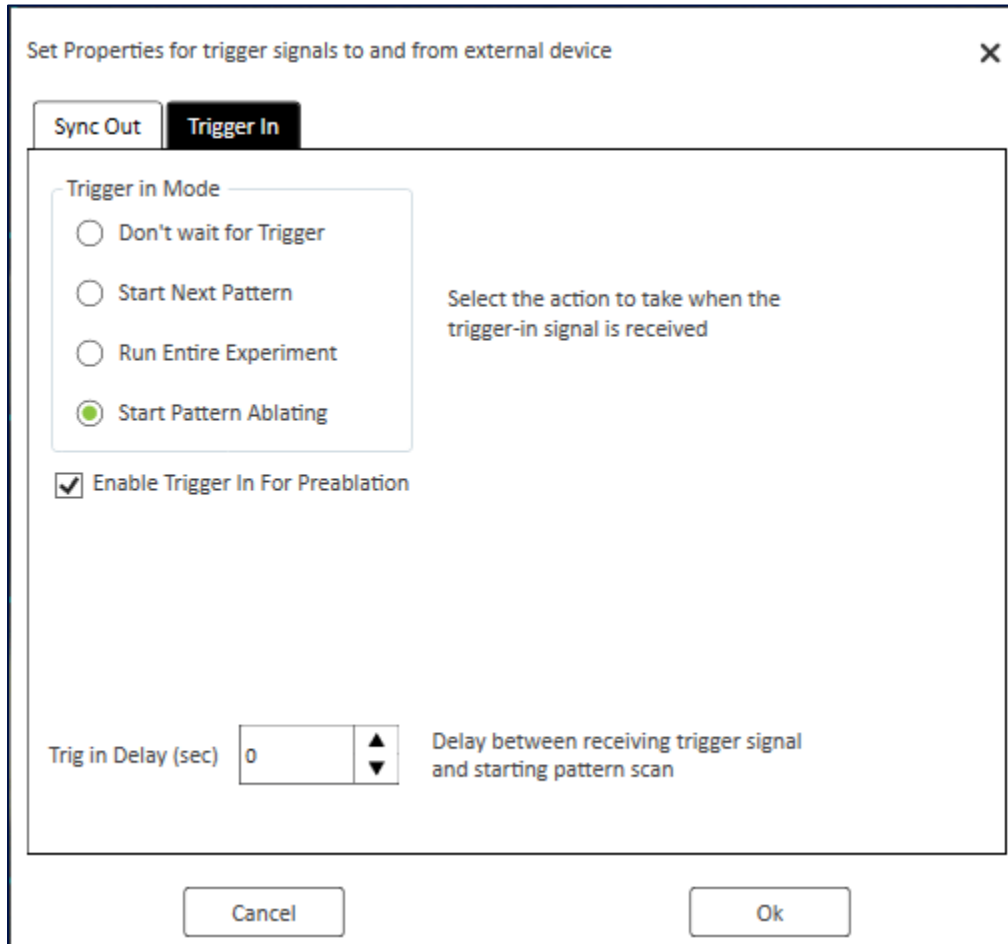 Set Properties for trigger signals to and from external device
Sync Out
Trigger In
Trigger in Mode
Don't wait for Trigger
Start Next Pattern
Run Entire Experiment
Start Pattern Ablating
Select the action to take when the
trigger-in signal is received
Enable Trigger In For Preablation
Trig in Delay (sec)
0
Delay between receiving trigger signal
and starting pattern scan
Cancel
Ok